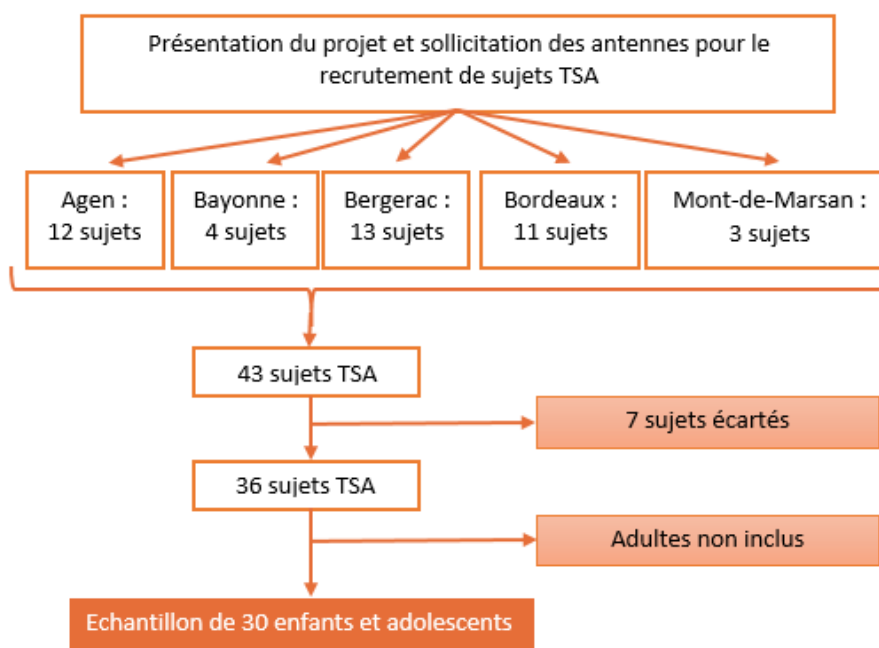 Présentation du projet et sollicitation des antennes pour le
recrutement de sujets TSA
Agen :
12 sujets
Bayonne :
4 sujets
Bergerac :
13 sujets
Bordeaux :
11 sujets
Mont-de-Marsan :
3 sujets
43 sujets TSA
7 sujets écartés
36 sujets TSA
Adultes non inclus
Echantillon de 30 enfants et adolescents